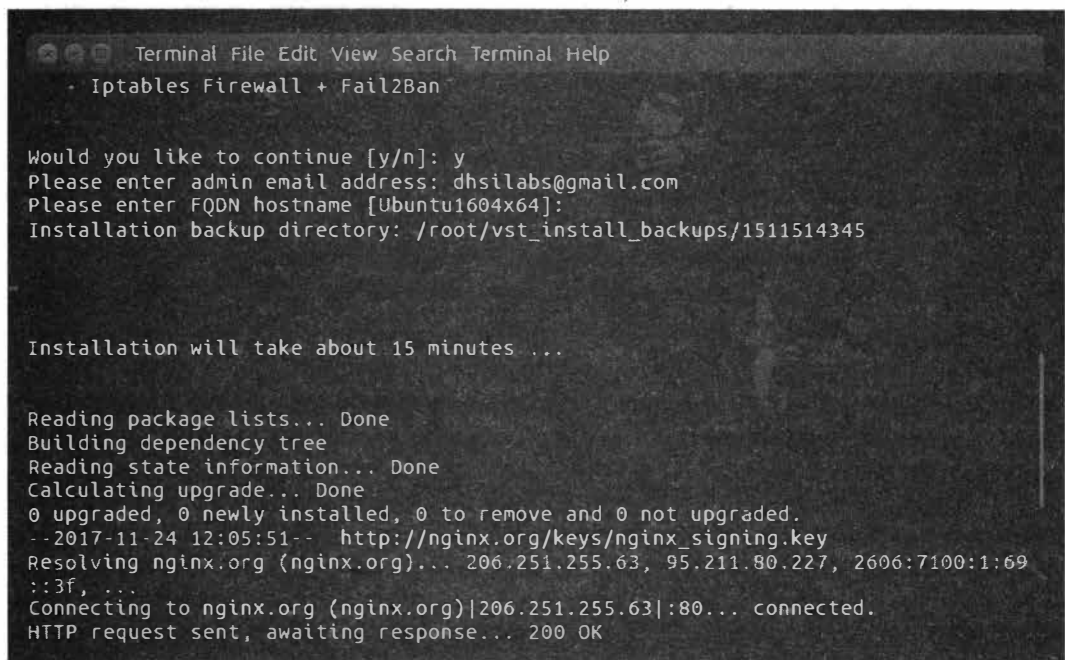 Terminal File Edit View Search Terminal Help
- Iptables Firewall + Fail2Ban
Would you like to continue [y/n]: y
Please enter admin email address: dhsilabs@gmail.com
Please enter FQDN hostname [Ubuntu1604x64]:
Installation backup directory: /root/vst_install_backups/1511514345
Installation will take about 15 minutes ...
Reading package lists... Done
Building dependency tree
Reading state information... Done
Calculating upgrade... Done
0 upgraded, 0 newly installed, 0 to remove and 0 not upgraded.
--2017-11-24 12:05:51-- http://nginx.org/keys/nginx_signing.key
Resolving nginx.org (nginx.org)... 206.251.255.63, 95.211.80.227, 2606:7100:1:69
::3f, ...
Connecting to nginx.org (nginx.org)|206.251.255.63|:80... connected.
HTTP request sent, awaiting response... 200 OK